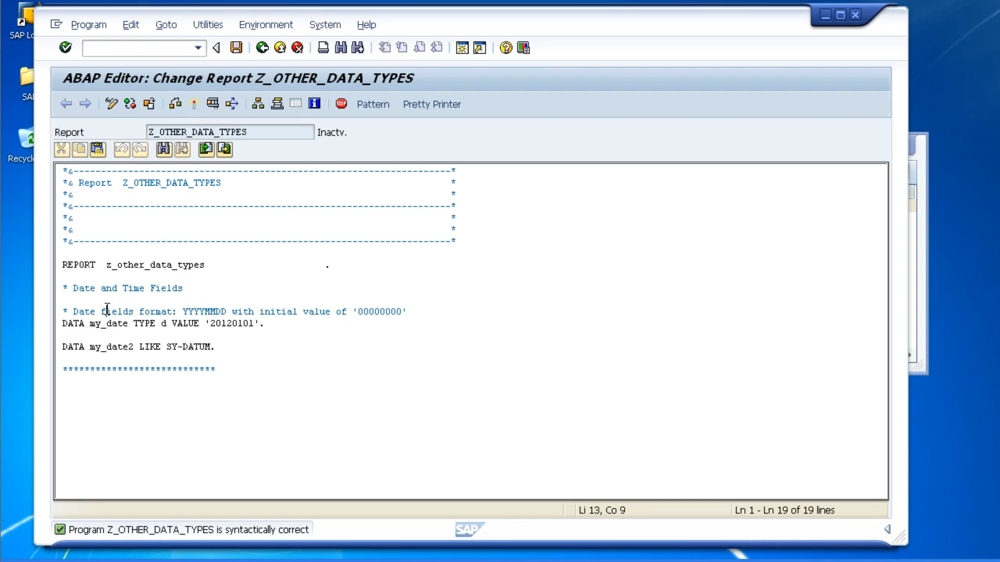 SAP Lo
SA
Recycl
Program Edit Goto Utilities Environment System Help
ABAP Editor: Change Report Z_OTHER_DATA_TYPES
STOP Pattern Pretty Printer
Report Z_OTHER_DATA_TYPES Inactv.
*&---------------------------------------------------------------------*
*& Report  Z_OTHER_DATA_TYPES                                          *
*&                                                                     *
*&---------------------------------------------------------------------*
*&                                                                     *
*&                                                                     *
*&---------------------------------------------------------------------*
REPORT  z_other_data_types                      .
* Date and Time Fields
* Date fields format: YYYYMMDD with initial value of '00000000'
DATA my_date TYPE d VALUE '20120101'.
DATA my_date2 LIKE SY-DATUM.
****************************
Li 13, Co 9 Ln 1 - Ln 19 of 19 lines
Program Z_OTHER_DATA_TYPES is syntactically correct
SAP